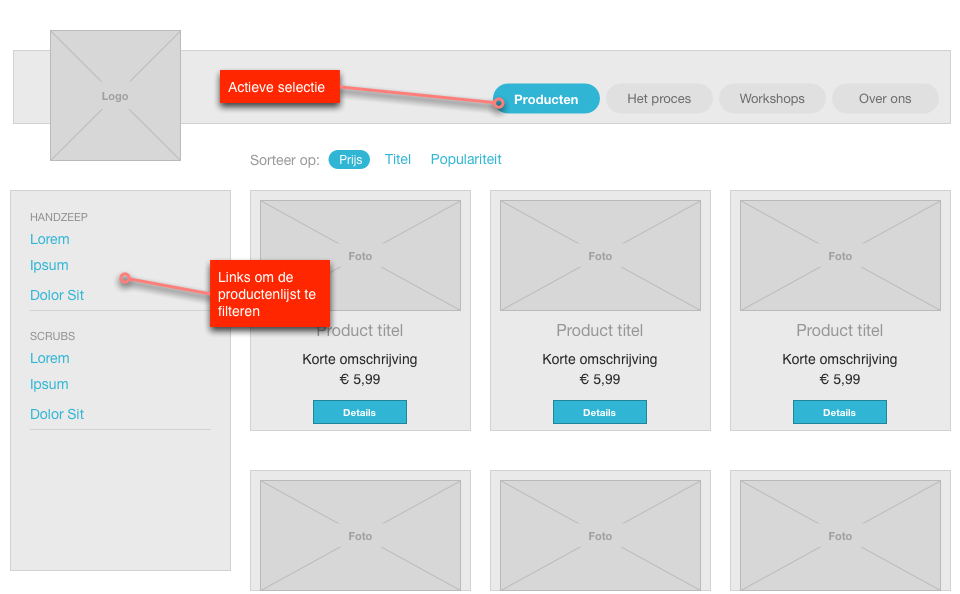 Logo
Actieve selectie
Producten
Het proces
Workshops
Over ons
Sorteer op: Prijs Titel Populariteit
HANDZEEP
Lorem
Ipsum
Dolor Sit
SCRUBS
Lorem
Ipsum
Dolor Sit
Links om de
productenlijst te
filteren
Foto
Product titel
Korte omschrijving
€ 5,99
Details
Foto
Product titel
Korte omschrijving
€ 5,99
Details
Foto
Product titel
Korte omschrijving
€ 5,99
Details
Foto
Foto
Foto